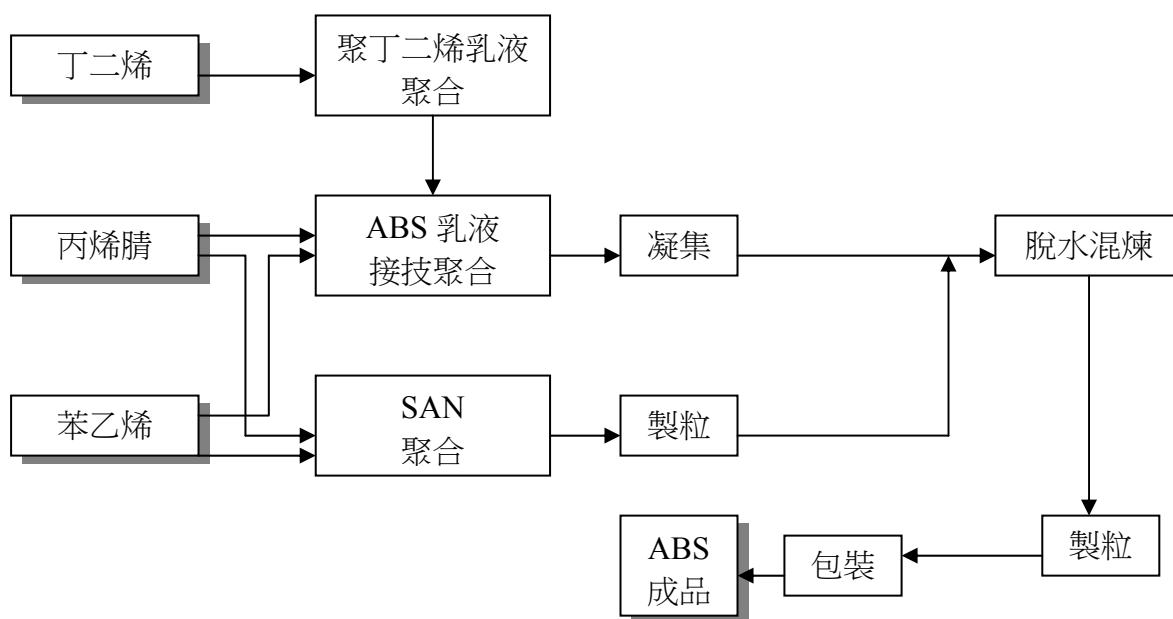 丁二烯
聚丁二烯乳液
聚合
丙烯腈
ABS 乳液
接技聚合
凝集
脫水混煉
苯乙烯
SAN
聚合
製粒
ABS
成品
包裝
製粒